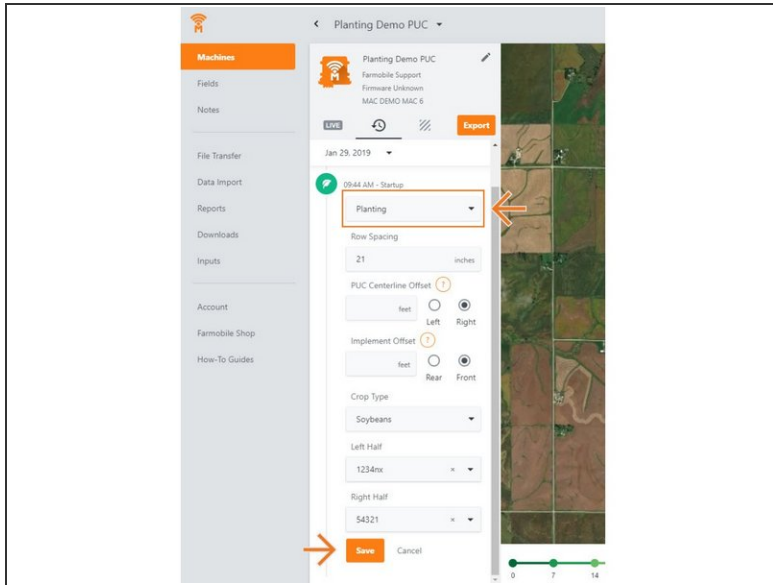 Planting Demo PUC
Machines
Fields
Notes
File Transfer
Data Import
Reports
Downloads
Inputs
Account
Farmobile Shop
How-To Guides
Planting Demo PUC
Farmobile Support
Firmware Unknown
MAC DEMO MAC 6
LIVE
Export
Jan 29, 2019
09:44 AM - Startup
Planting
Row Spacing
21 inches
PUC Centerline Offset ?
feet
Left Right
Implement Offset ?
feet
Rear Front
Crop Type
Soybeans
Left Half
1234nx ×
Right Half
54321 ×
Save Cancel
0 7 14